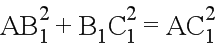 AB₁² + B₁C₁² = AC₁²